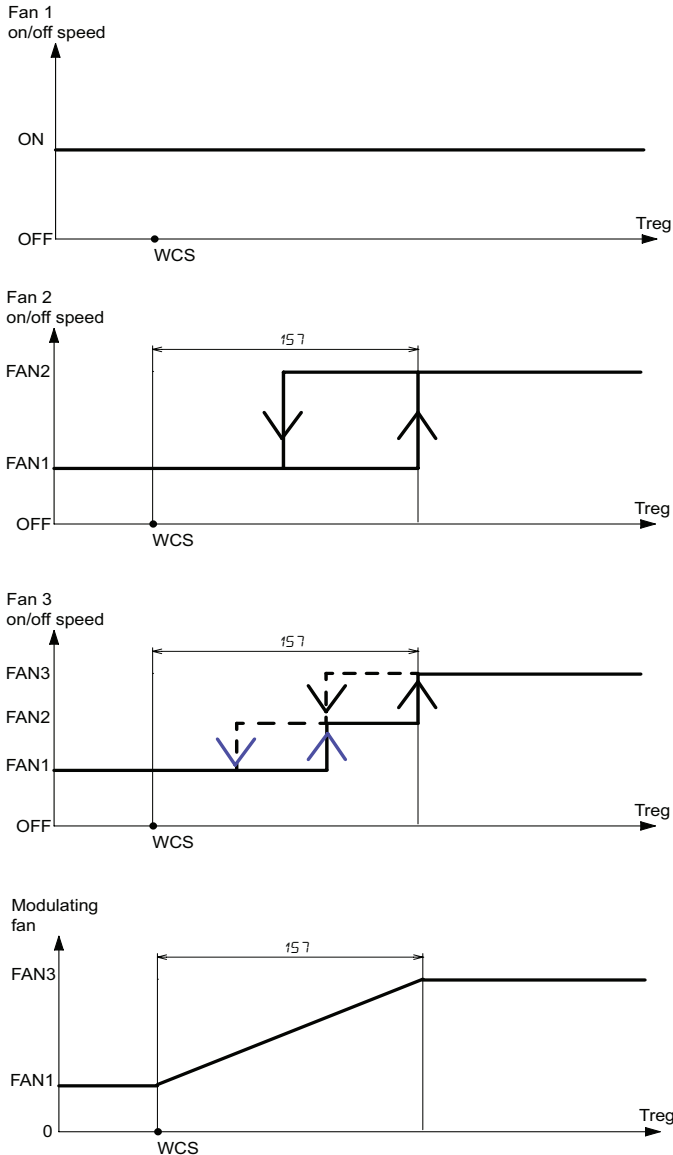 Fan 1
on/off speed
ON
OFF
WCS
Treg
Fan 2
on/off speed
157
FAN2
FAN1
OFF
WCS
Treg
Fan 3
on/off speed
157
FAN3
FAN2
FAN1
OFF
WCS
Treg
Modulating
fan
157
FAN3
FAN1
0
WCS
Treg